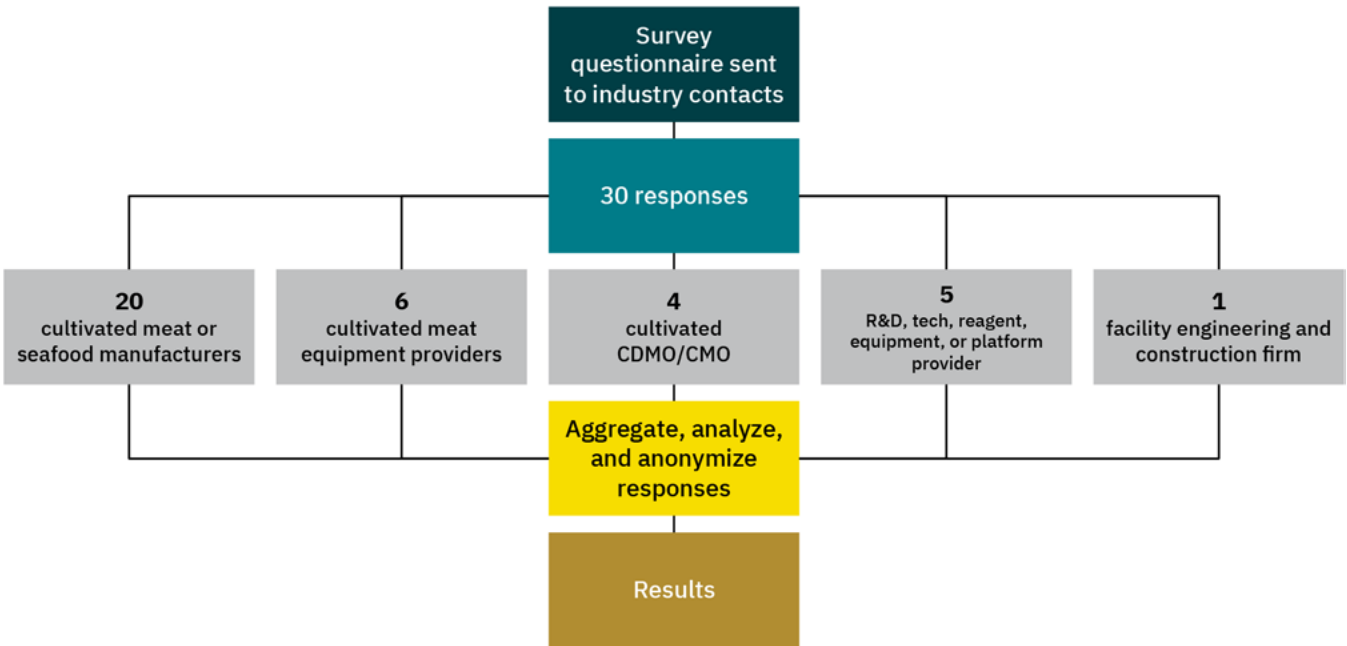 Survey
questionnaire sent
to industry contacts
30 responses
20
cultivated meat or
seafood manufacturers
6
cultivated meat
equipment providers
4
cultivated
CDMO/CMO
5
R&D, tech, reagent,
equipment, or platform
provider
1
facility engineering and
construction firm
Aggregate, analyze,
and anonymize
responses
Results